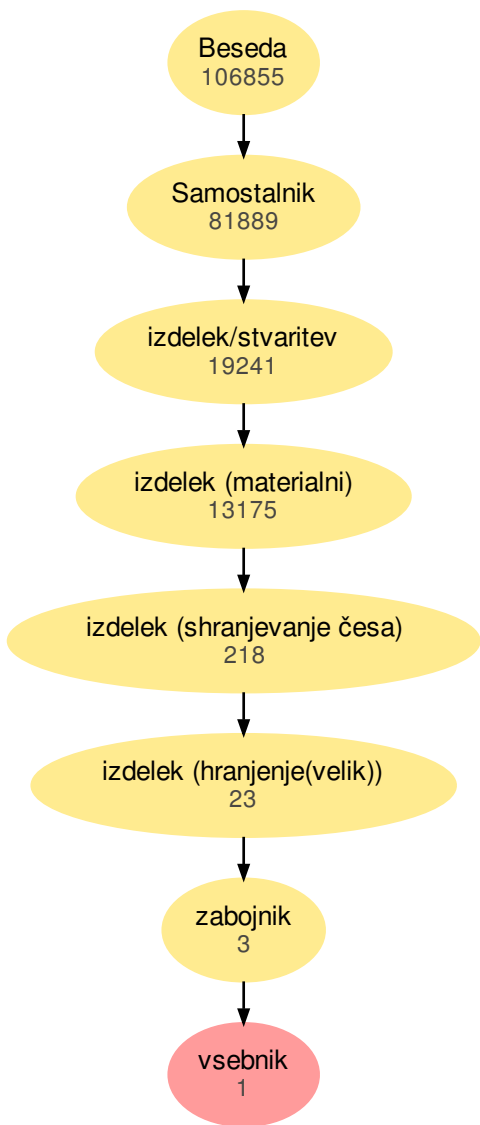 Beseda
106855
Samostalnik
81889
izdelek/stvaritev
19241
izdelek (materialni)
13175
izdelek (shranjevanje česa)
218
izdelek (hranjenje(velik))
23
zabojnik
3
vsebnik
1